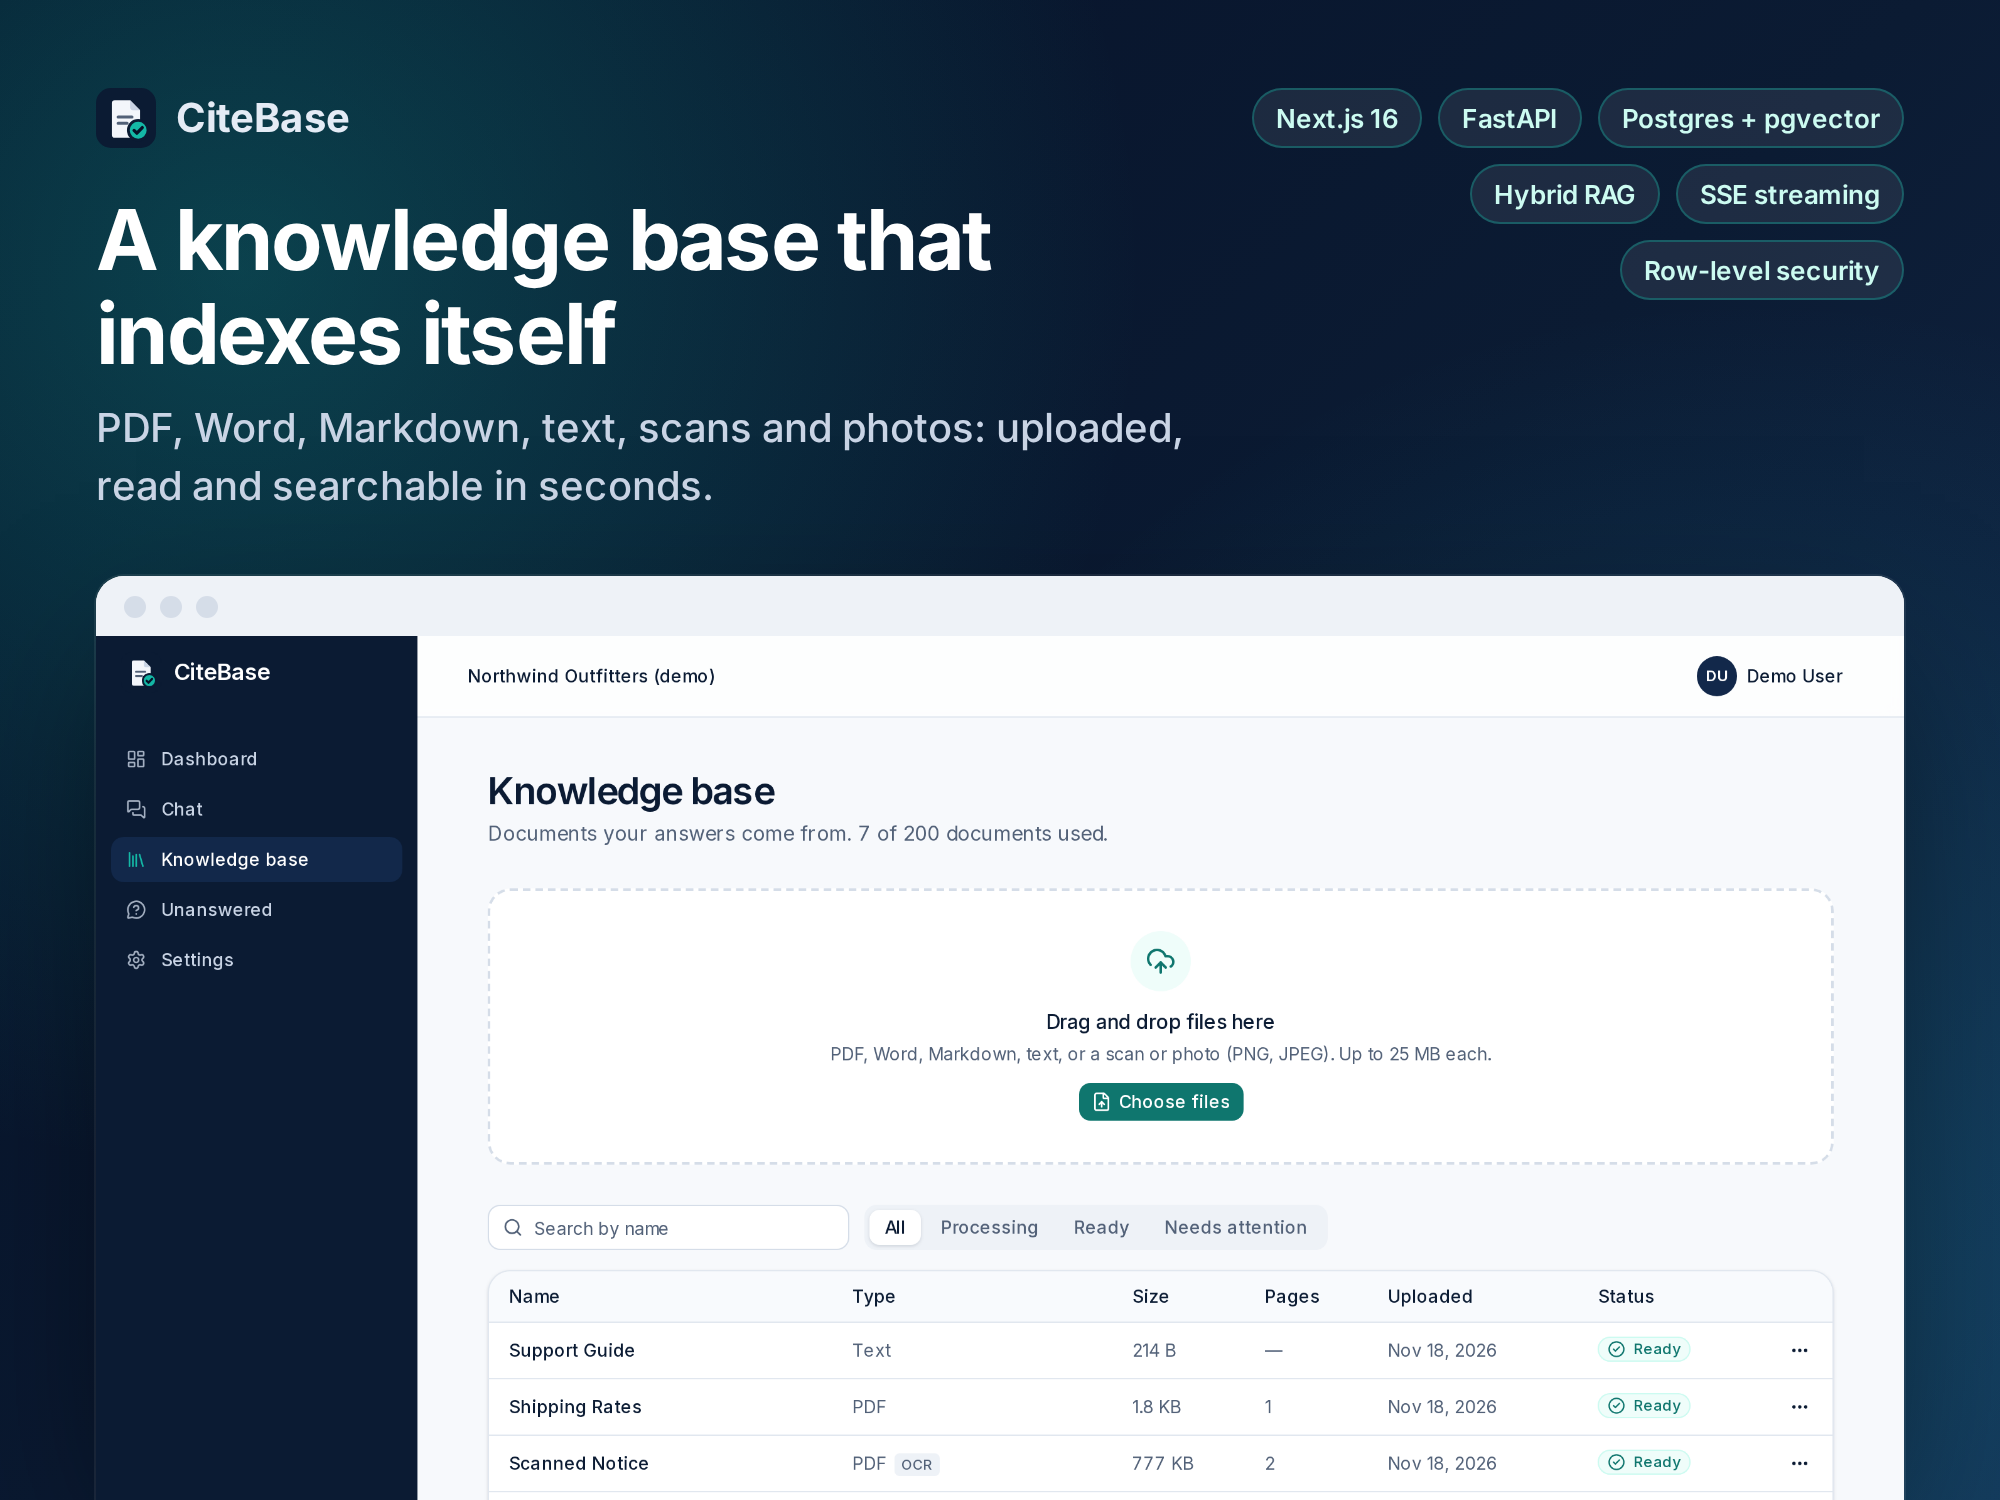 CiteBase
Next.js 16
FastAPI
Postgres + pgvector
Hybrid RAG
SSE streaming
Row-level security
A knowledge base that
indexes itself
PDF, Word, Markdown, text, scans and photos: uploaded,
read and searchable in seconds.
CiteBase
Dashboard
Chat
Knowledge base
Unanswered
Settings
Northwind Outfitters (demo)
DU Demo User
Knowledge base
Documents your answers come from. 7 of 200 documents used.
Drag and drop files here
PDF, Word, Markdown, text, or a scan or photo (PNG, JPEG). Up to 25 MB each.
Choose files
Search by name
All Processing Ready Needs attention
Name Type Size Pages Uploaded Status
Support Guide Text 214 B — Nov 18, 2026 Ready
Shipping Rates PDF 1.8 KB 1 Nov 18, 2026 Ready
Scanned Notice PDF OCR 777 KB 2 Nov 18, 2026 Ready